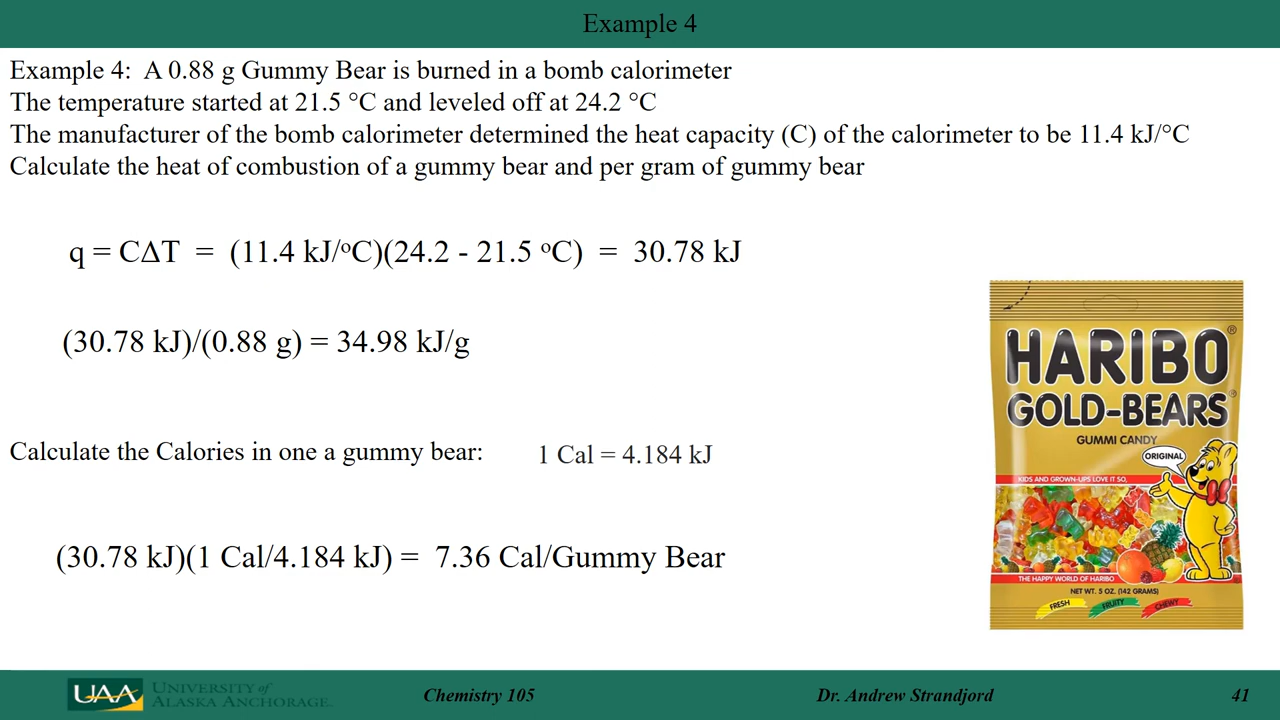 Example 4
Example 4:  A 0.88 g Gummy Bear is burned in a bomb calorimeter
The temperature started at 21.5 °C and leveled off at 24.2 °C
The manufacturer of the bomb calorimeter determined the heat capacity (C) of the calorimeter to be 11.4 kJ/°C
Calculate the heat of combustion of a gummy bear and per gram of gummy bear
q = CΔT  =  (11.4 kJ/°C)(24.2 - 21.5 °C)  =  30.78 kJ
(30.78 kJ)/(0.88 g) = 34.98 kJ/g
Calculate the Calories in one a gummy bear:
1 Cal = 4.184 kJ
(30.78 kJ)(1 Cal/4.184 kJ) =  7.36 Cal/Gummy Bear
HARIBO®
GOLD-BEARS®
GUMMI CANDY
ORIGINAL
KIDS AND GROWN-UPS LOVE IT SO,
THE HAPPY WORLD OF HARIBO
NET WT. 5 OZ. (142 GRAMS)
FRESH
FRUITY
CHEWY
UAA
UNIVERSITY of
ALASKA ANCHORAGE.
Chemistry 105
Dr. Andrew Strandjord
41